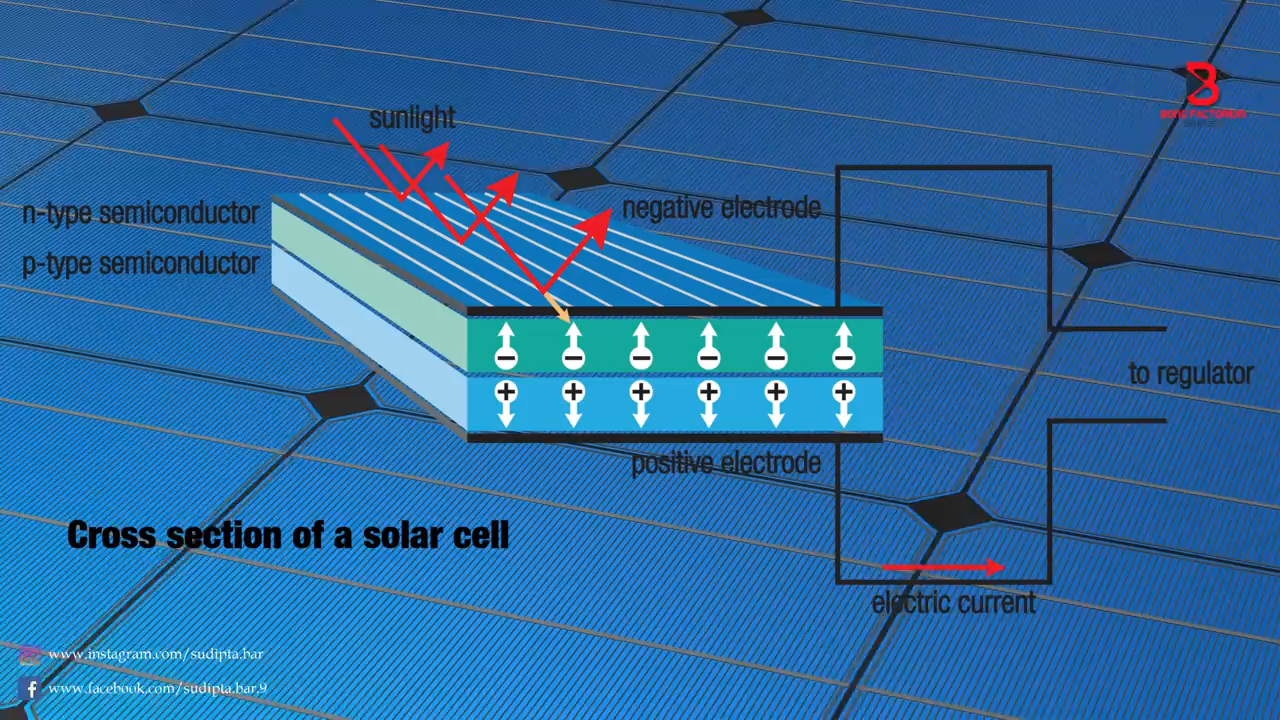 sunlight
n-type semiconductor
negative electrode
p-type semiconductor
to regulator
positive electrode
Cross section of a solar cell
electric current
www.instagram.com/sudipta.bar
www.facebook.com/sudipta.bar.9